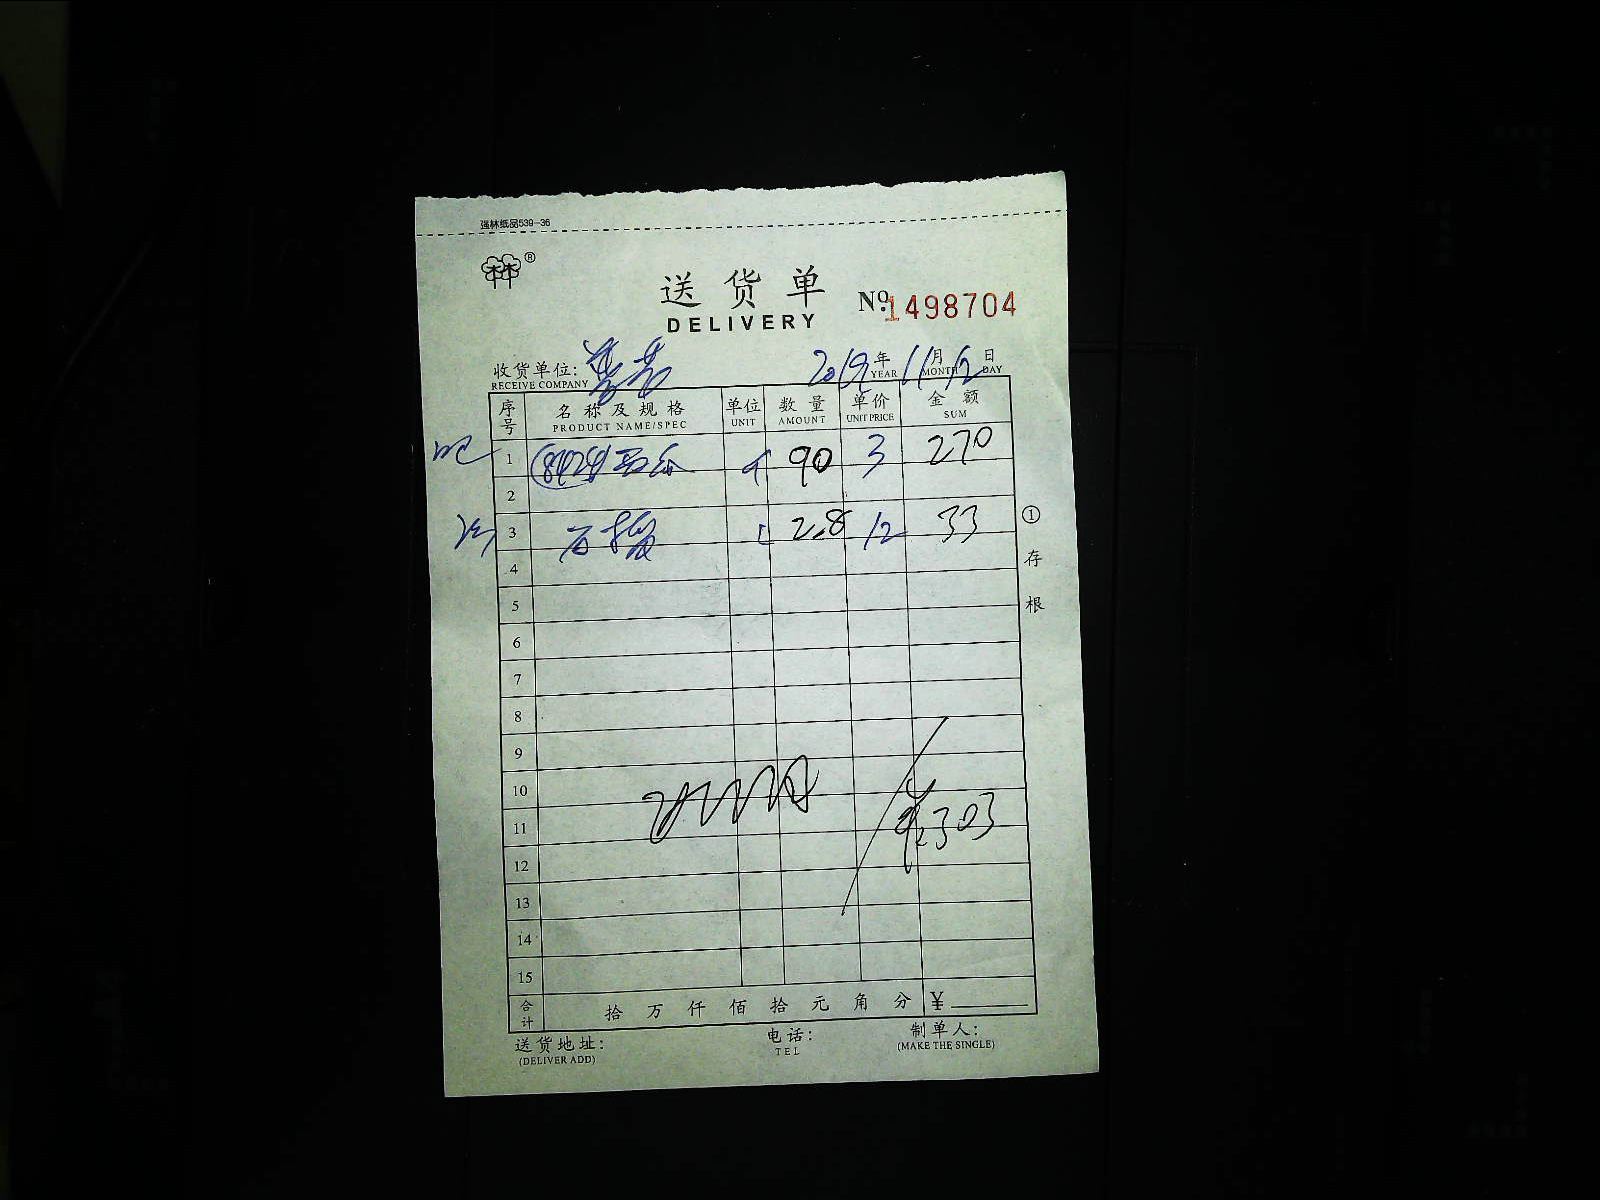 强林纸品539-36
林林®
送货单
DELIVERY
No. 1498704
收货单位:
RECEIVE COMPANY
2019年11月12日
YEAR MONTH DAY
序号 名称及规格 单位 数量 单价 金额
PRODUCT NAME/SPEC UNIT AMOUNT UNIT PRICE SUM
1 90 3 270
2
3 2.8 12 33
4
5
6
7
8
9
10
11 303
12
13
14
15
合计 拾万仟佰拾元角分 ¥
①存根
送货地址: 电话: 制单人:
(DELIVER ADD) TEL (MAKE THE SINGLE)